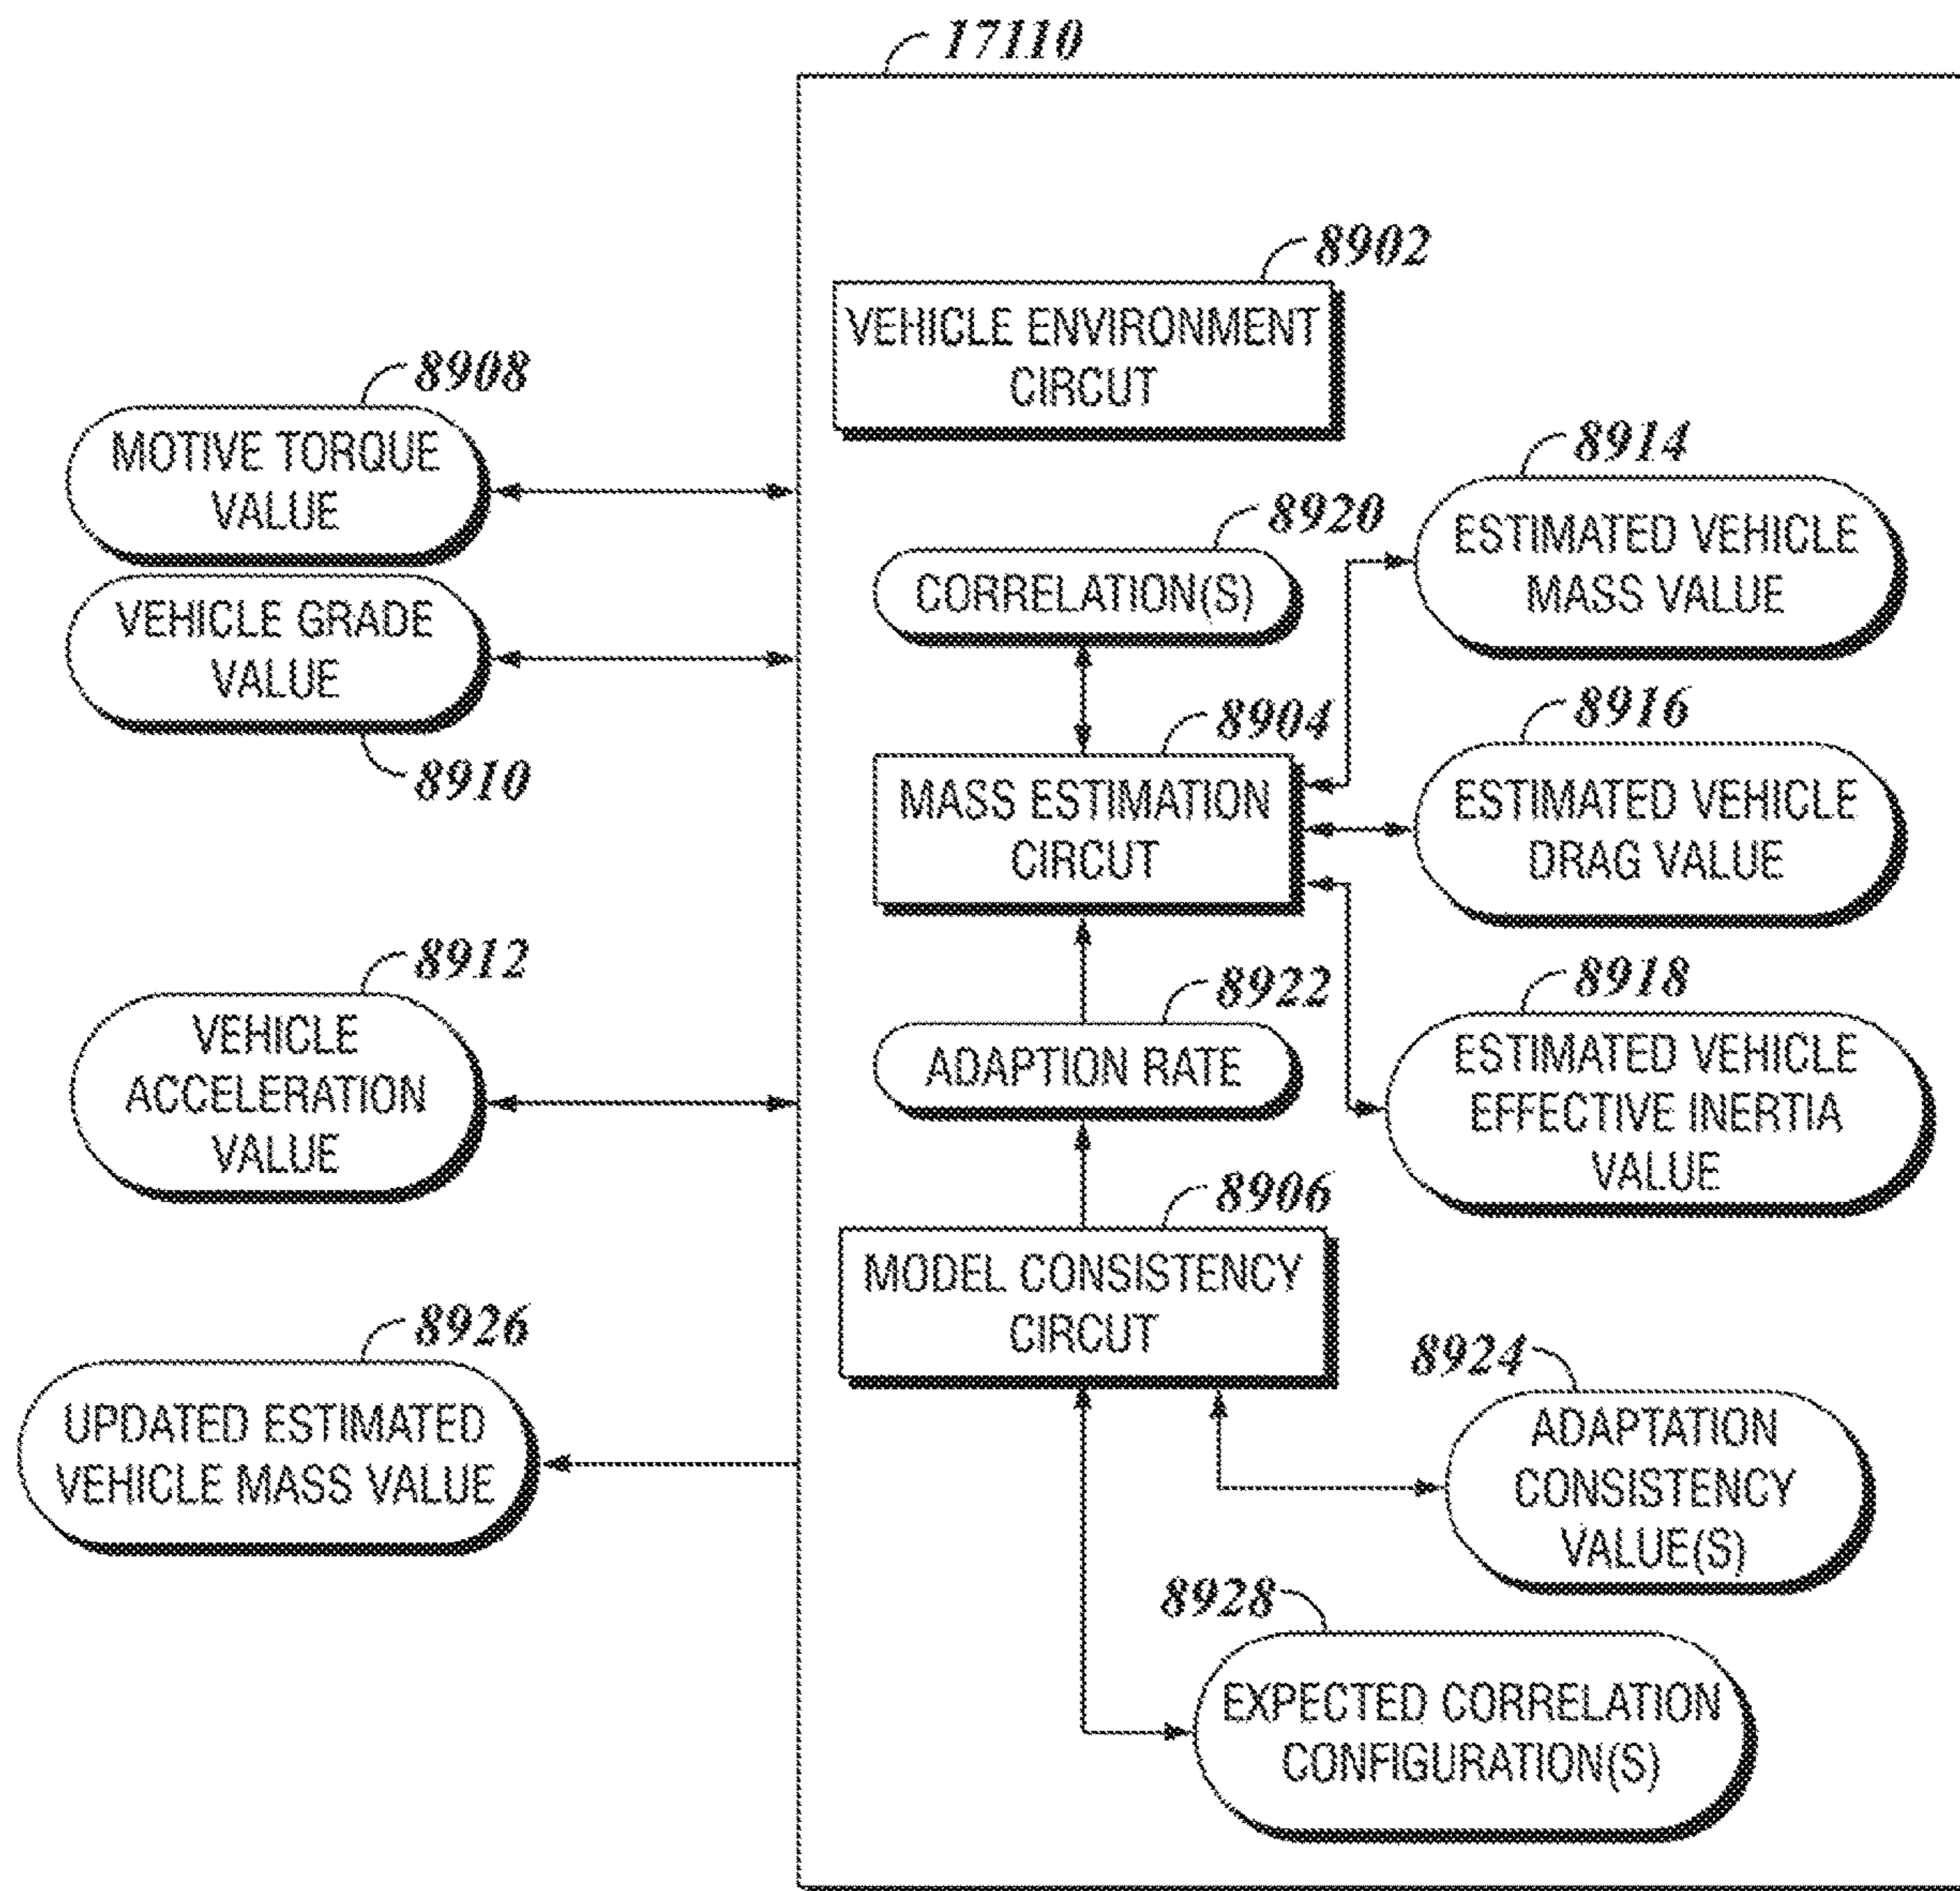 17110
8902
VEHICLE ENVIRONMENT
CIRCUT
8908
MOTIVE TORQUE
VALUE
VEHICLE GRADE
VALUE
8910
8912
VEHICLE
ACCELERATION
VALUE
8926
UPDATED ESTIMATED
VEHICLE MASS VALUE
8920
CORRELATION(S)
8904
MASS ESTIMATION
CIRCUT
8922
ADAPTION RATE
8906
MODEL CONSISTENCY
CIRCUT
8914
ESTIMATED VEHICLE
MASS VALUE
8916
ESTIMATED VEHICLE
DRAG VALUE
8918
ESTIMATED VEHICLE
EFFECTIVE INERTIA
VALUE
8924
ADAPTATION
CONSISTENCY
VALUE(S)
8928
EXPECTED CORRELATION
CONFIGURATION(S)